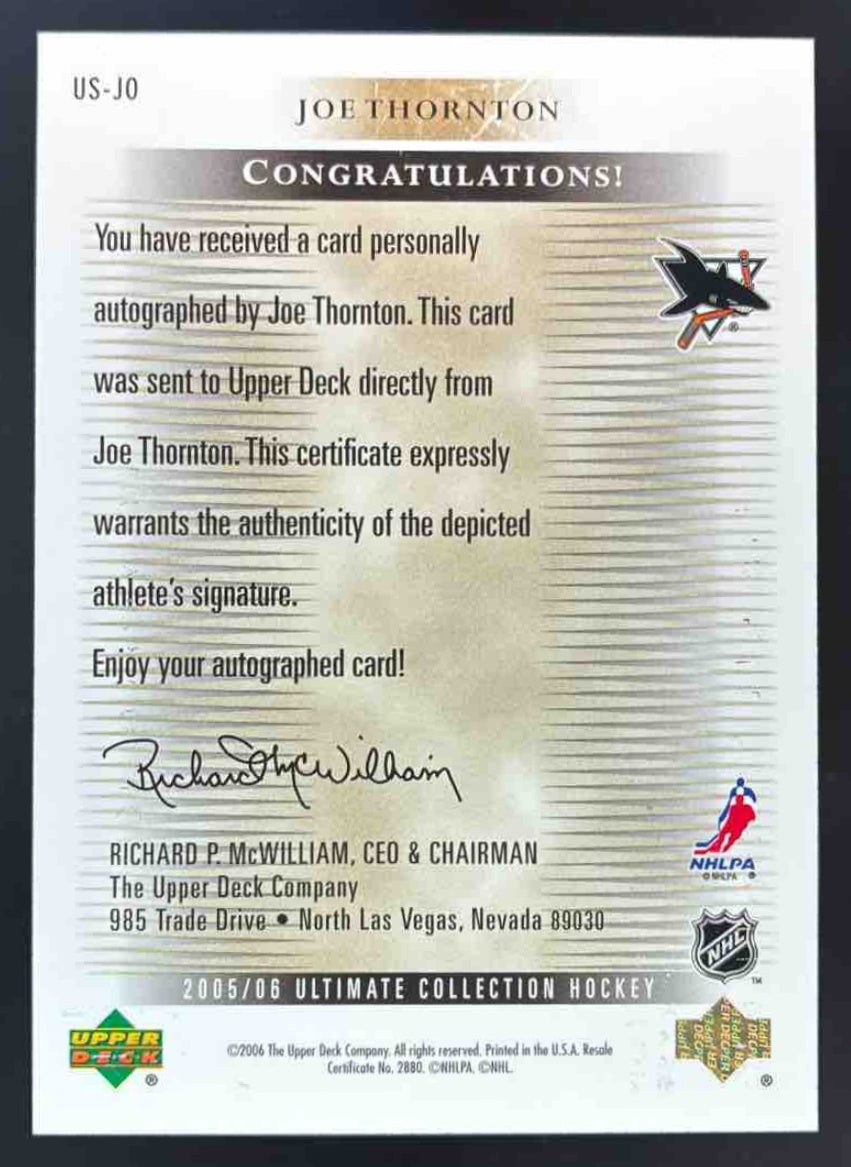 US-JO
JOE THORNTON
CONGRATULATIONS!
You have received a card personally
autographed by Joe Thornton. This card
was sent to Upper Deck directly from
Joe Thornton. This certificate expressly
warrants the authenticity of the depicted
athlete's signature.
Enjoy your autographed card!
Richard McWilliam
RICHARD P. McWILLIAM, CEO & CHAIRMAN
The Upper Deck Company
985 Trade Drive • North Las Vegas, Nevada 89030
NHLPA
© NHLPA ®
NHL
™
2005/06 ULTIMATE COLLECTION HOCKEY
UPPER
DECK
®
©2006 The Upper Deck Company. All rights reserved. Printed in the U.S.A. Resale
Certificate No. 2880. ©NHLPA. ©NHL.
®